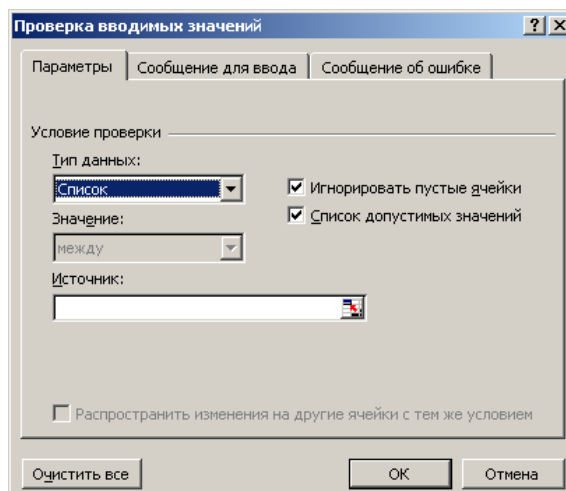 Проверка вводимых значений
Параметры Сообщение для ввода Сообщение об ошибке
Условие проверки
Тип данных:
Список
Игнорировать пустые ячейки
Значение:
Список допустимых значений
между
Источник:
Распространить изменения на другие ячейки с тем же условием
Очистить все ОК Отмена